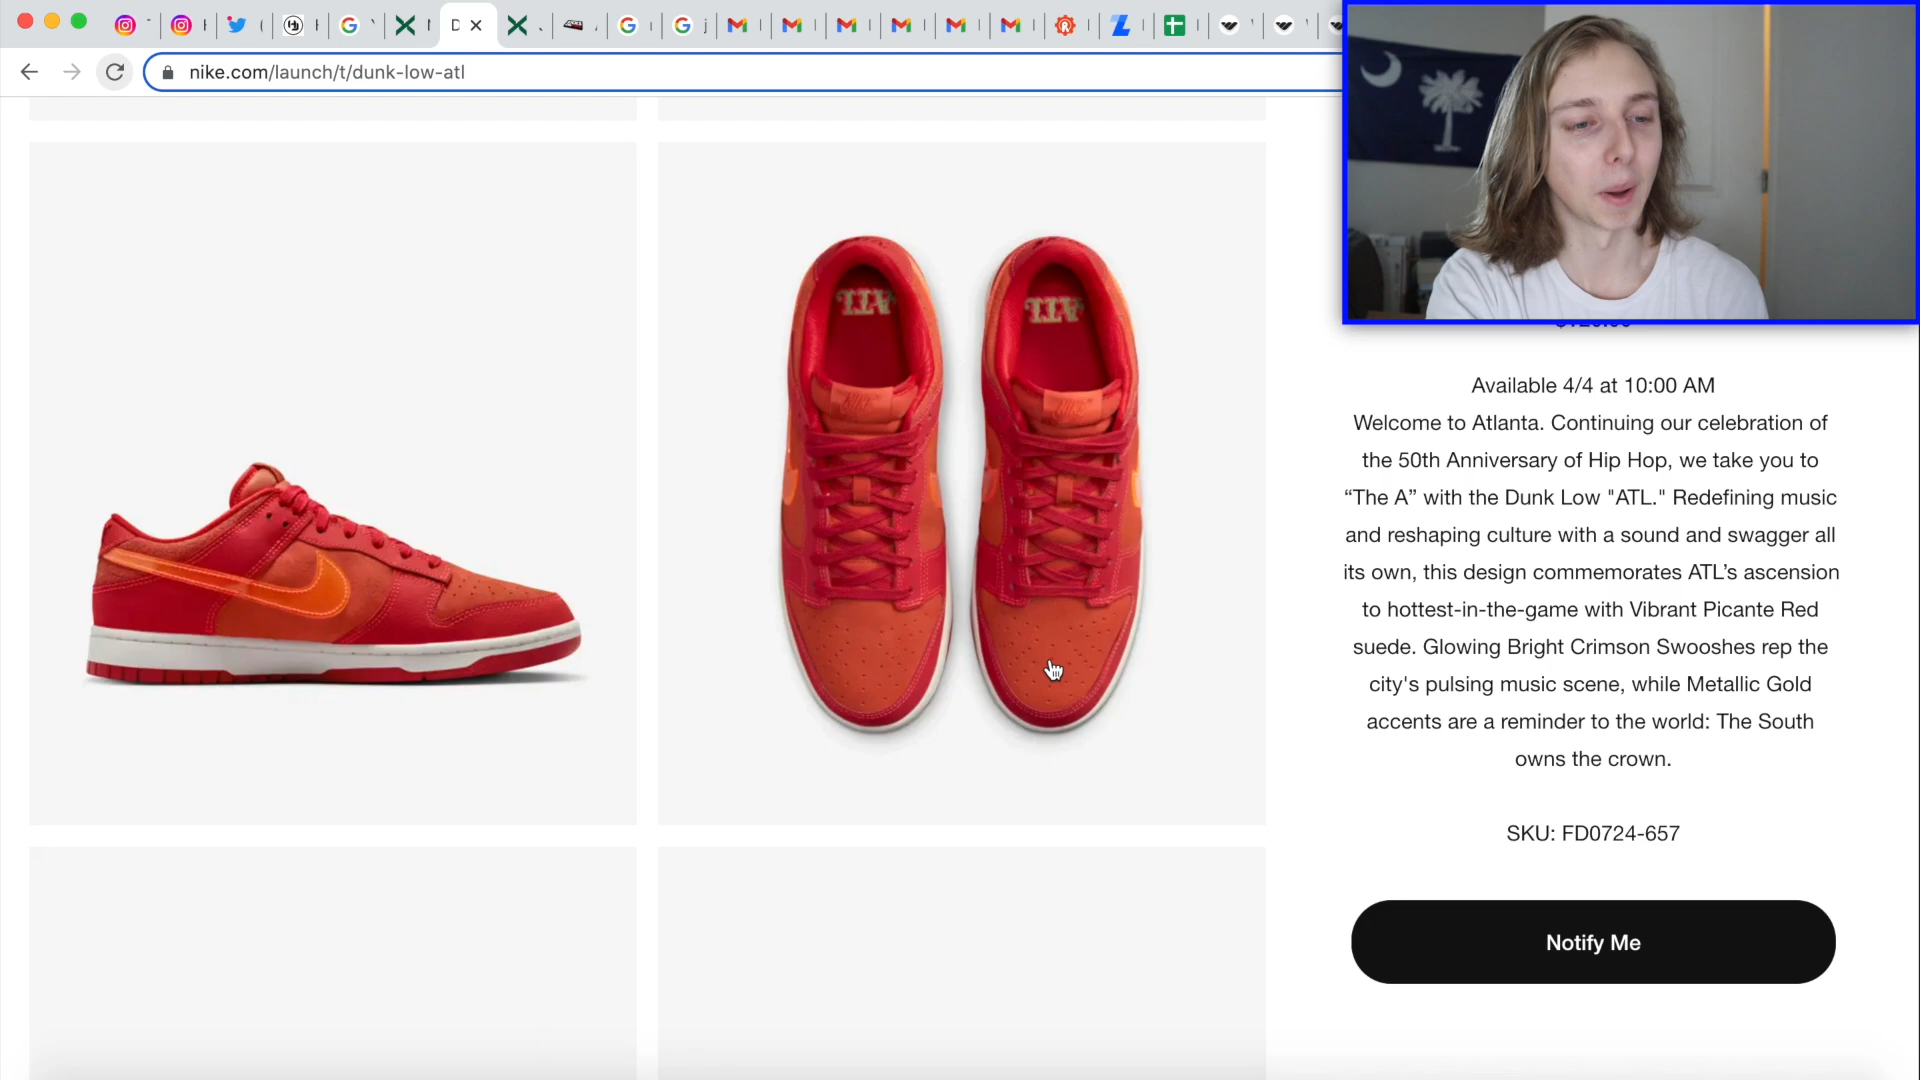 nike.com/launch/t/dunk-low-atl
ATL
ATL
Available 4/4 at 10:00 AM
Welcome to Atlanta. Continuing our celebration of
the 50th Anniversary of Hip Hop, we take you to
“The A” with the Dunk Low "ATL." Redefining music
and reshaping culture with a sound and swagger all
its own, this design commemorates ATL’s ascension
to hottest-in-the-game with Vibrant Picante Red
suede. Glowing Bright Crimson Swooshes rep the
city's pulsing music scene, while Metallic Gold
accents are a reminder to the world: The South
owns the crown.
SKU: FD0724-657
Notify Me